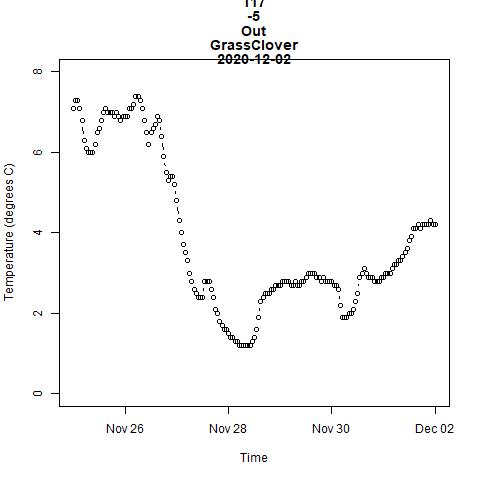 T17
-5
Out
GrassClover
2020-12-02
8
6
4
2
0
Temperature (degrees C)
Nov 26
Nov 28
Nov 30
Dec 02
Time